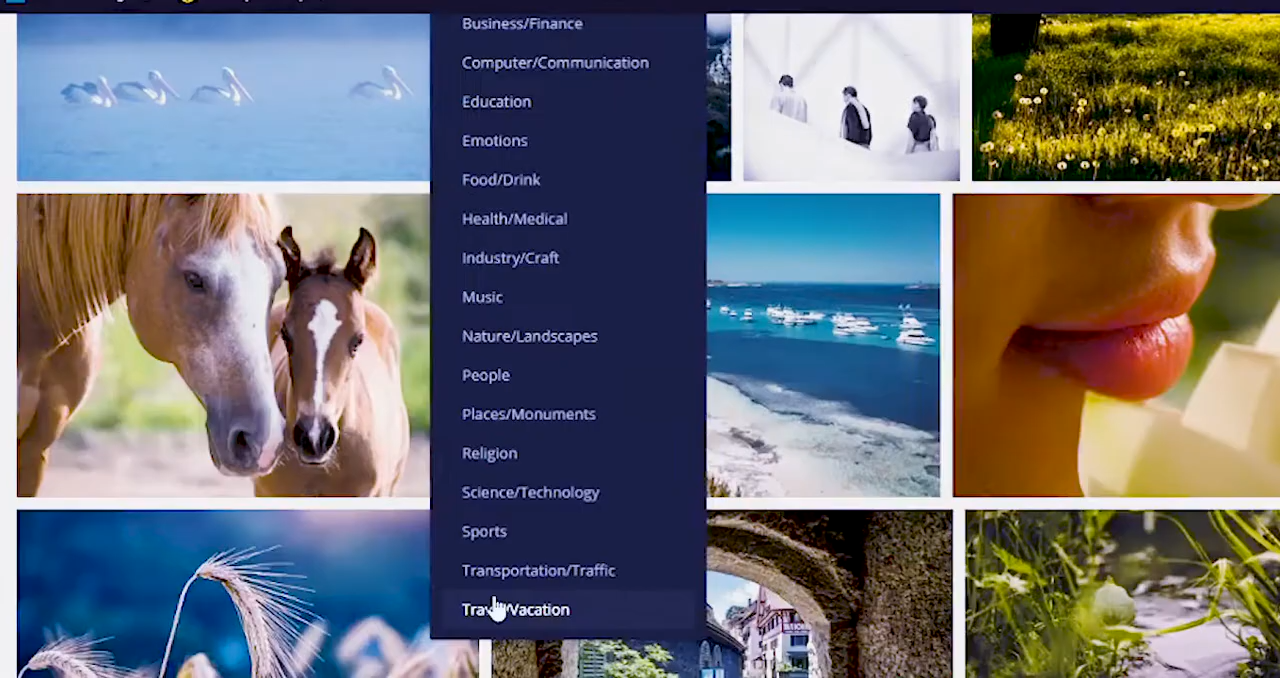 Business/Finance
Computer/Communication
Education
Emotions
Food/Drink
Health/Medical
Industry/Craft
Music
Nature/Landscapes
People
Places/Monuments
Religion
Science/Technology
Sports
Transportation/Traffic
Travel/Vacation